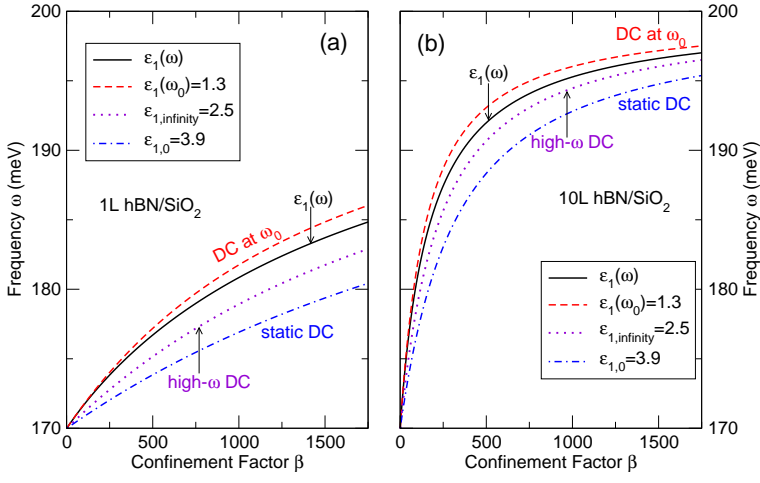 (a)
ε₁(ω)
ε₁(ω₀)=1.3
ε₁,infinity=2.5
ε₁,₀=3.9
1L hBN/SiO₂
ε₁(ω)
DC at ω₀
static DC
high-ω DC
200
190
180
170
Frequency ω (meV)
0
500
1000
1500
Confinement Factor β
(b)
DC at ω₀
ε₁(ω)
static DC
high-ω DC
10L hBN/SiO₂
ε₁(ω)
ε₁(ω₀)=1.3
ε₁,infinity=2.5
ε₁,₀=3.9
200
190
180
170
Frequency ω (meV)
0
500
1000
1500
Confinement Factor β